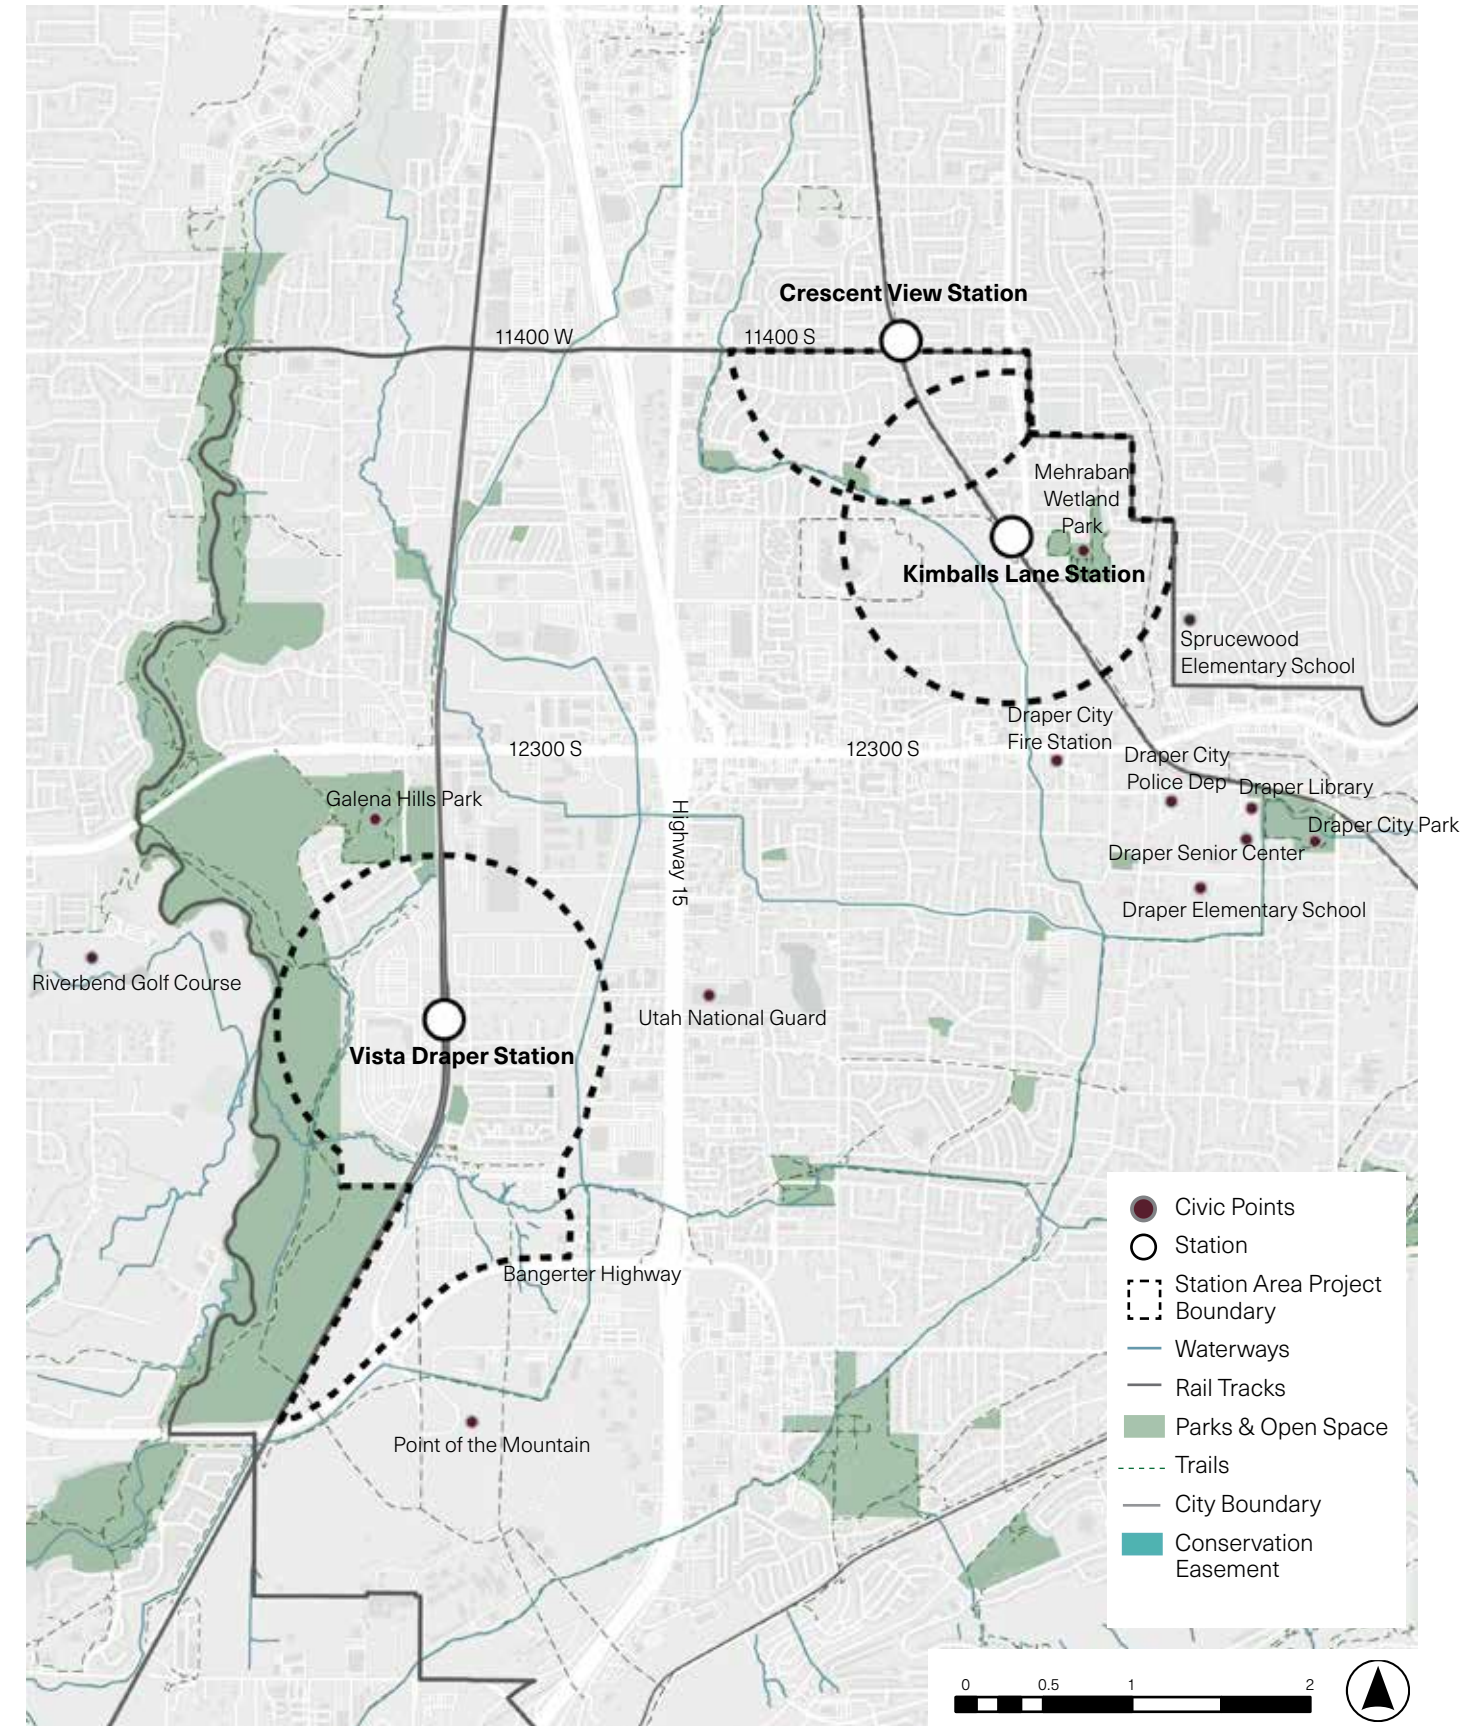 Crescent View Station
11400 W
11400 S
Mehraban
Wetland
Park
Kimballs Lane Station
Sprucewood
Elementary School
Draper City
Fire Station
12300 S
12300 S
Draper City
Police Dep
Draper Library
Galena Hills Park
Highway 15
Draper City Park
Draper Senior Center
Draper Elementary School
Riverbend Golf Course
Utah National Guard
Vista Draper Station
Bangerter Highway
Point of the Mountain
Civic Points
Station
Station Area Project
Boundary
Waterways
Rail Tracks
Parks & Open Space
Trails
City Boundary
Conservation
Easement
0 0.5 1 2